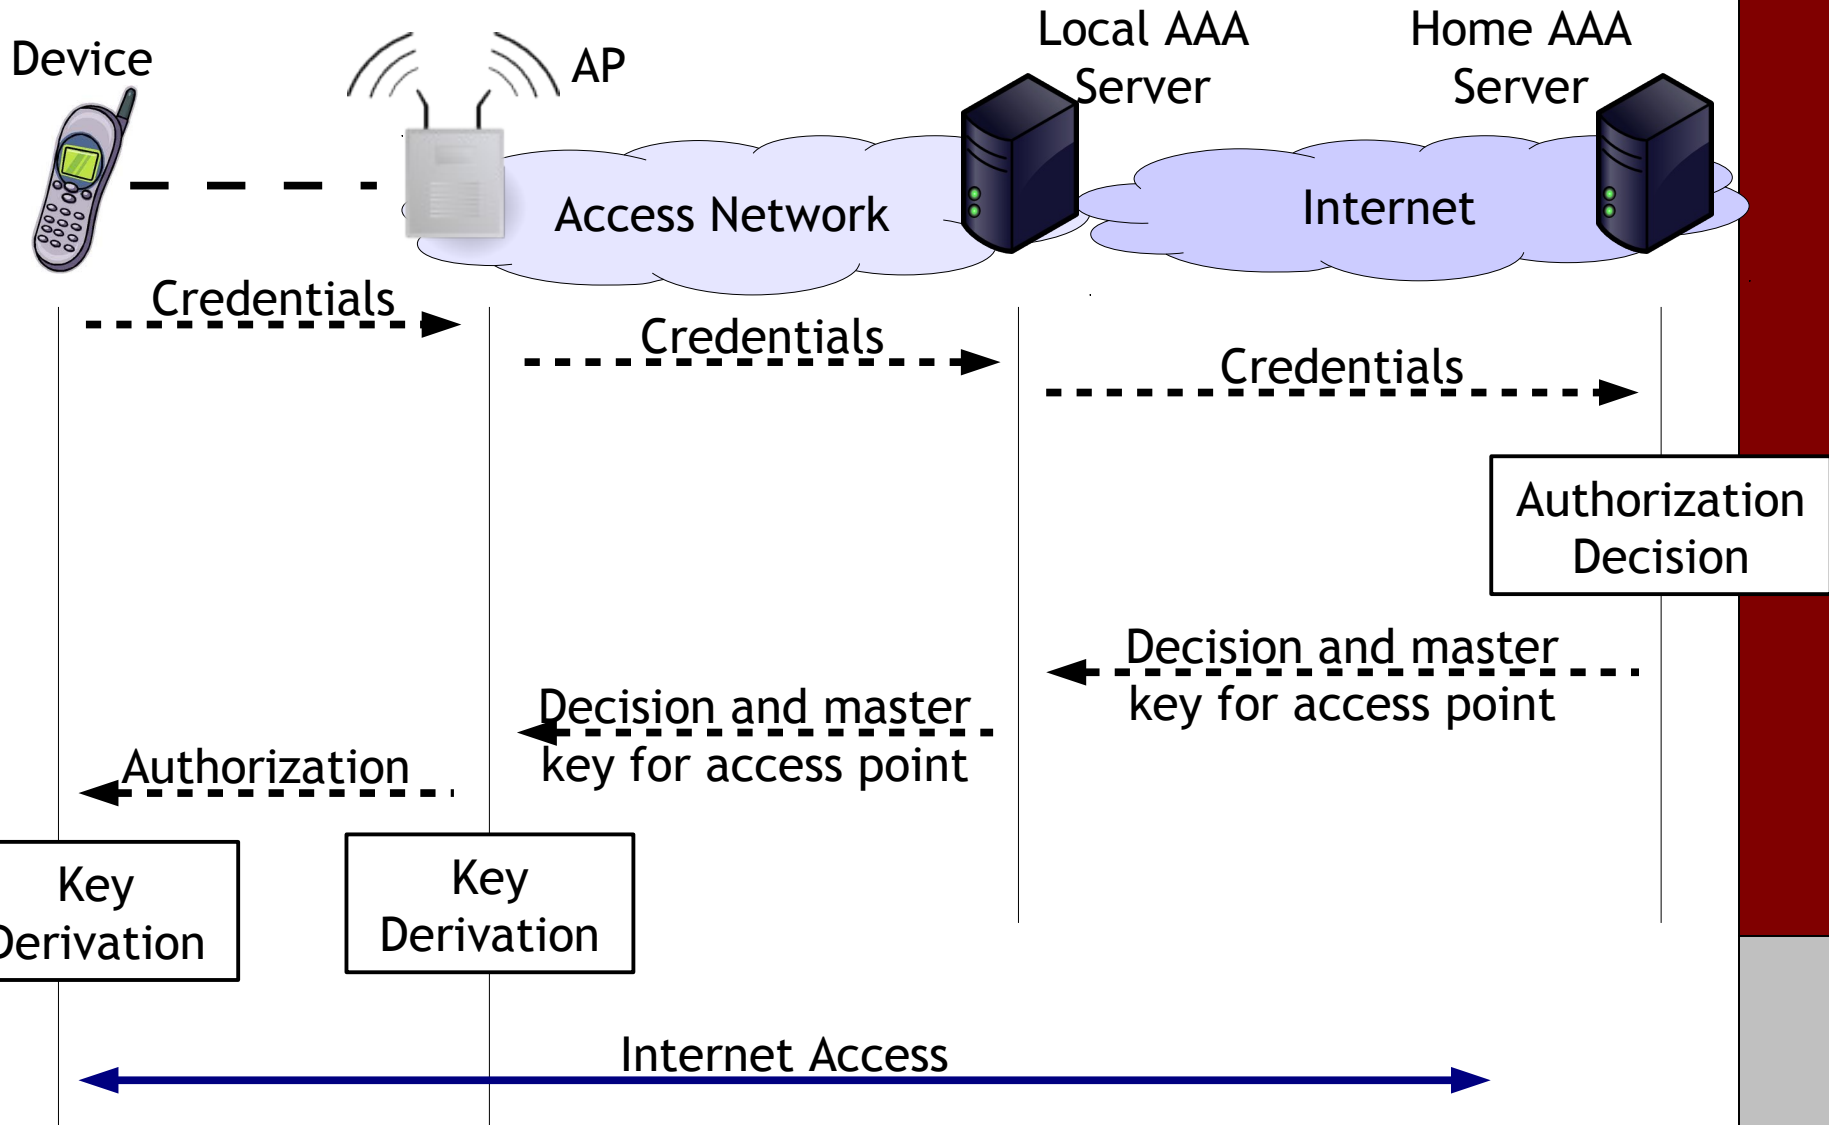 Device
AP
Local AAA
Server
Home AAA
Server
Access Network
Internet
Credentials
Credentials
Credentials
Authorization
Decision
Decision and master
key for access point
Decision and master
key for access point
Authorization
Key
Derivation
Key
Derivation
Internet Access